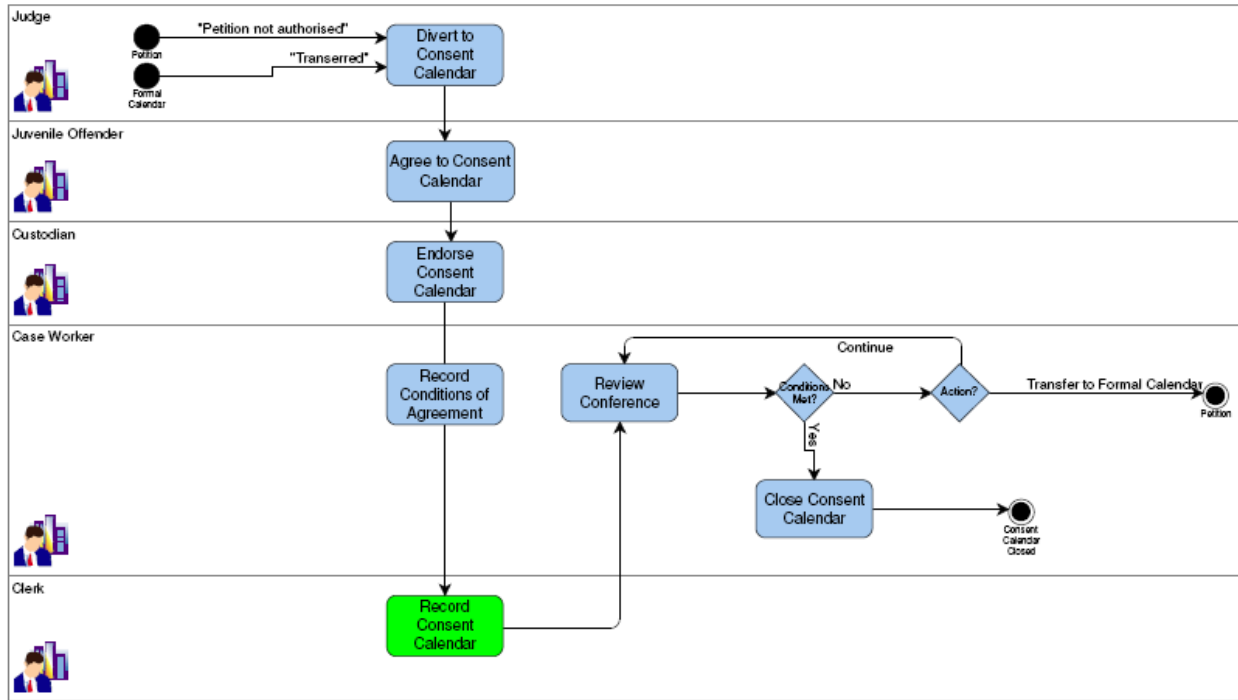 Judge
"Petition not authorised"
Petition
"Transerred"
Formal
Calendar
Divert to
Consent
Calendar
Juvenile Offender
Agree to Consent
Calendar
Custodian
Endorse
Consent
Calendar
Case Worker
Record
Conditions of
Agreement
Continue
Review
Conference
Conditions
Met?
No
Action?
Transfer to Formal Calendar
Petition
Yes
Close Consent
Calendar
Consent
Calendar
Closed
Clerk
Record
Consent
Calendar